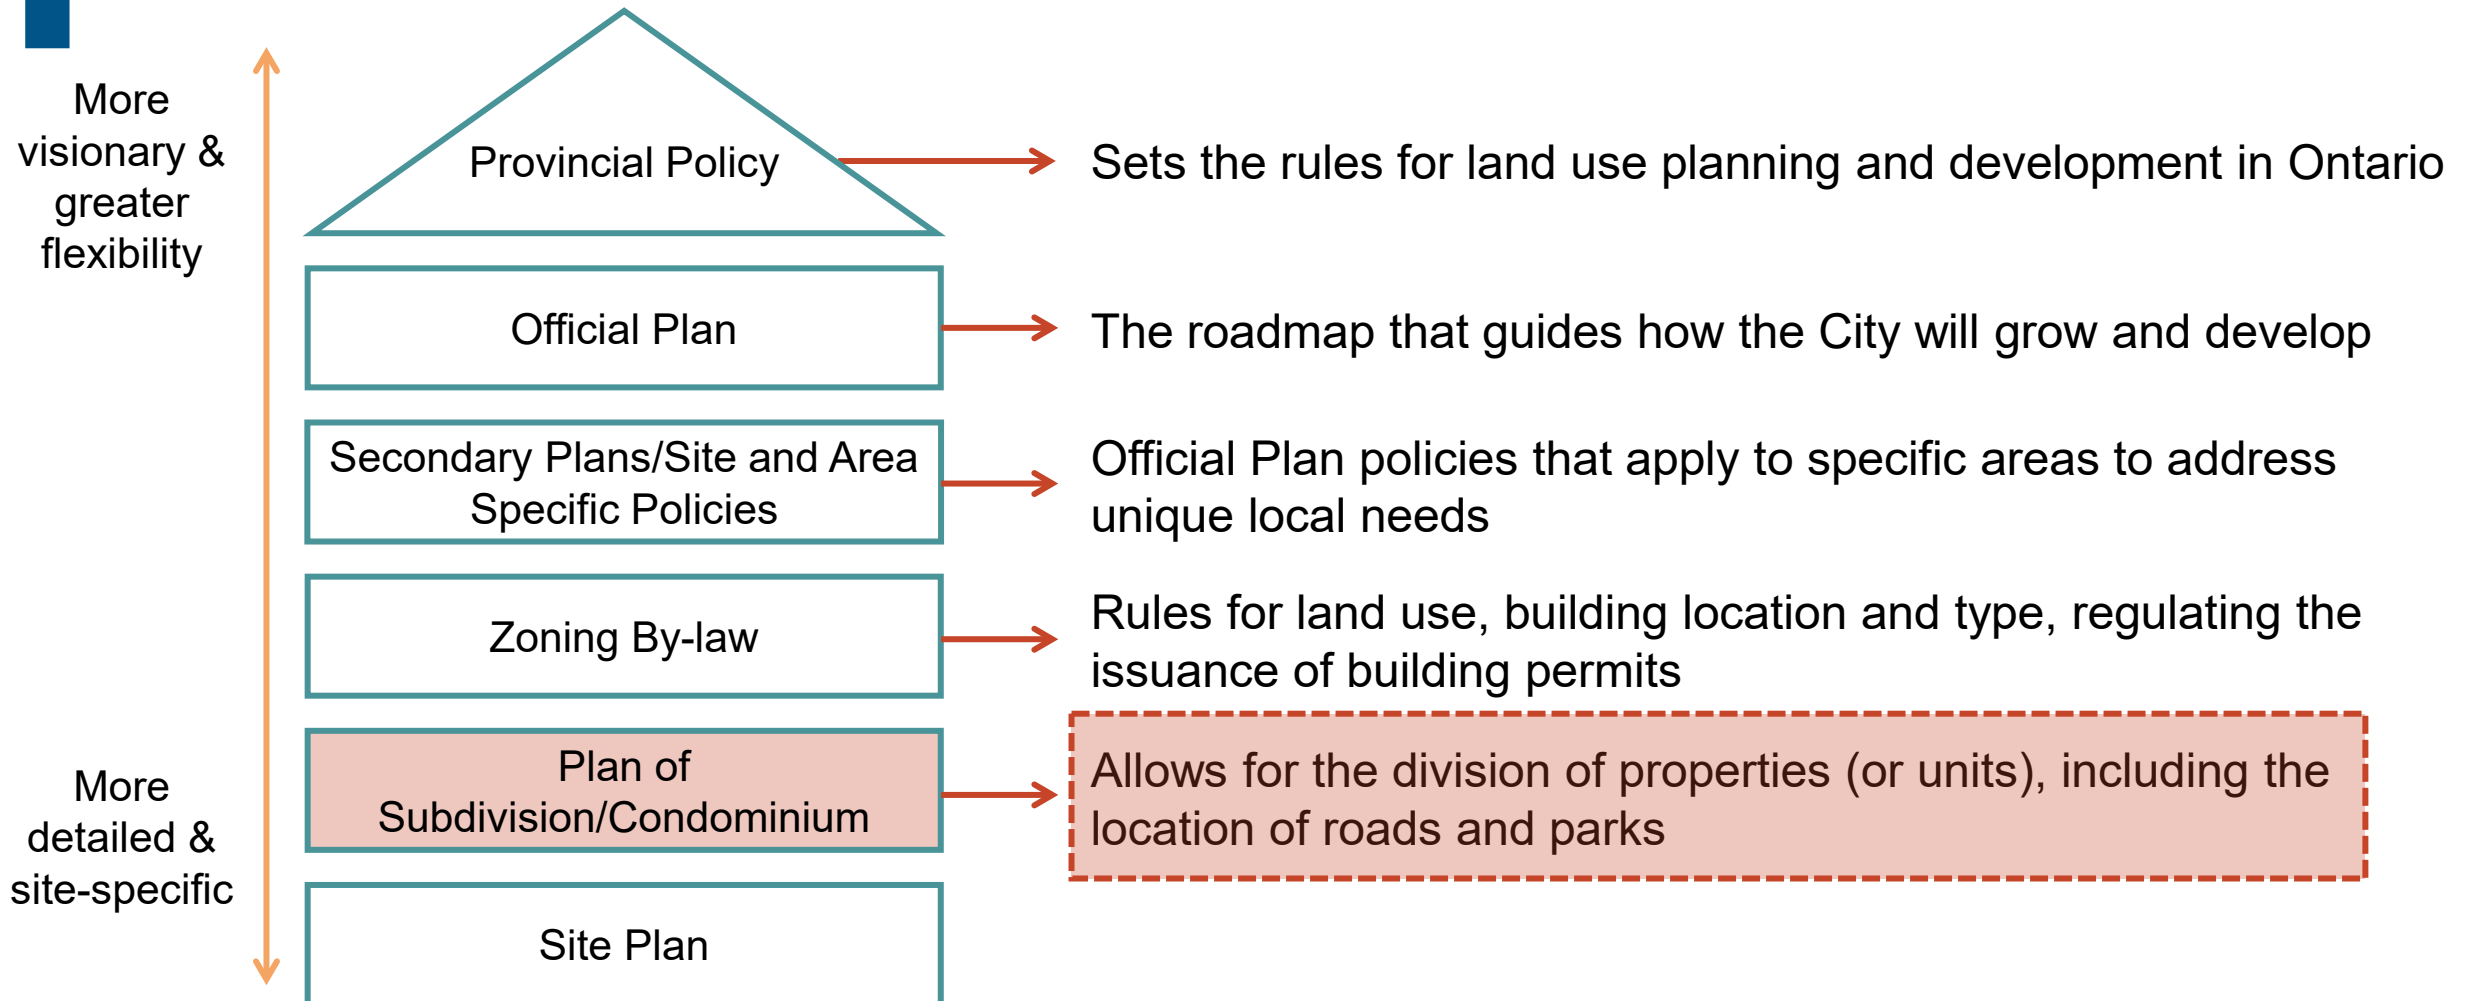 More
visionary &
greater
flexibility
Provincial Policy
Sets the rules for land use planning and development in Ontario
Official Plan
The roadmap that guides how the City will grow and develop
Secondary Plans/Site and Area
Specific Policies
Official Plan policies that apply to specific areas to address
unique local needs
Zoning By-law
Rules for land use, building location and type, regulating the
issuance of building permits
More
detailed &
site-specific
Plan of
Subdivision/Condominium
Allows for the division of properties (or units), including the
location of roads and parks
Site Plan